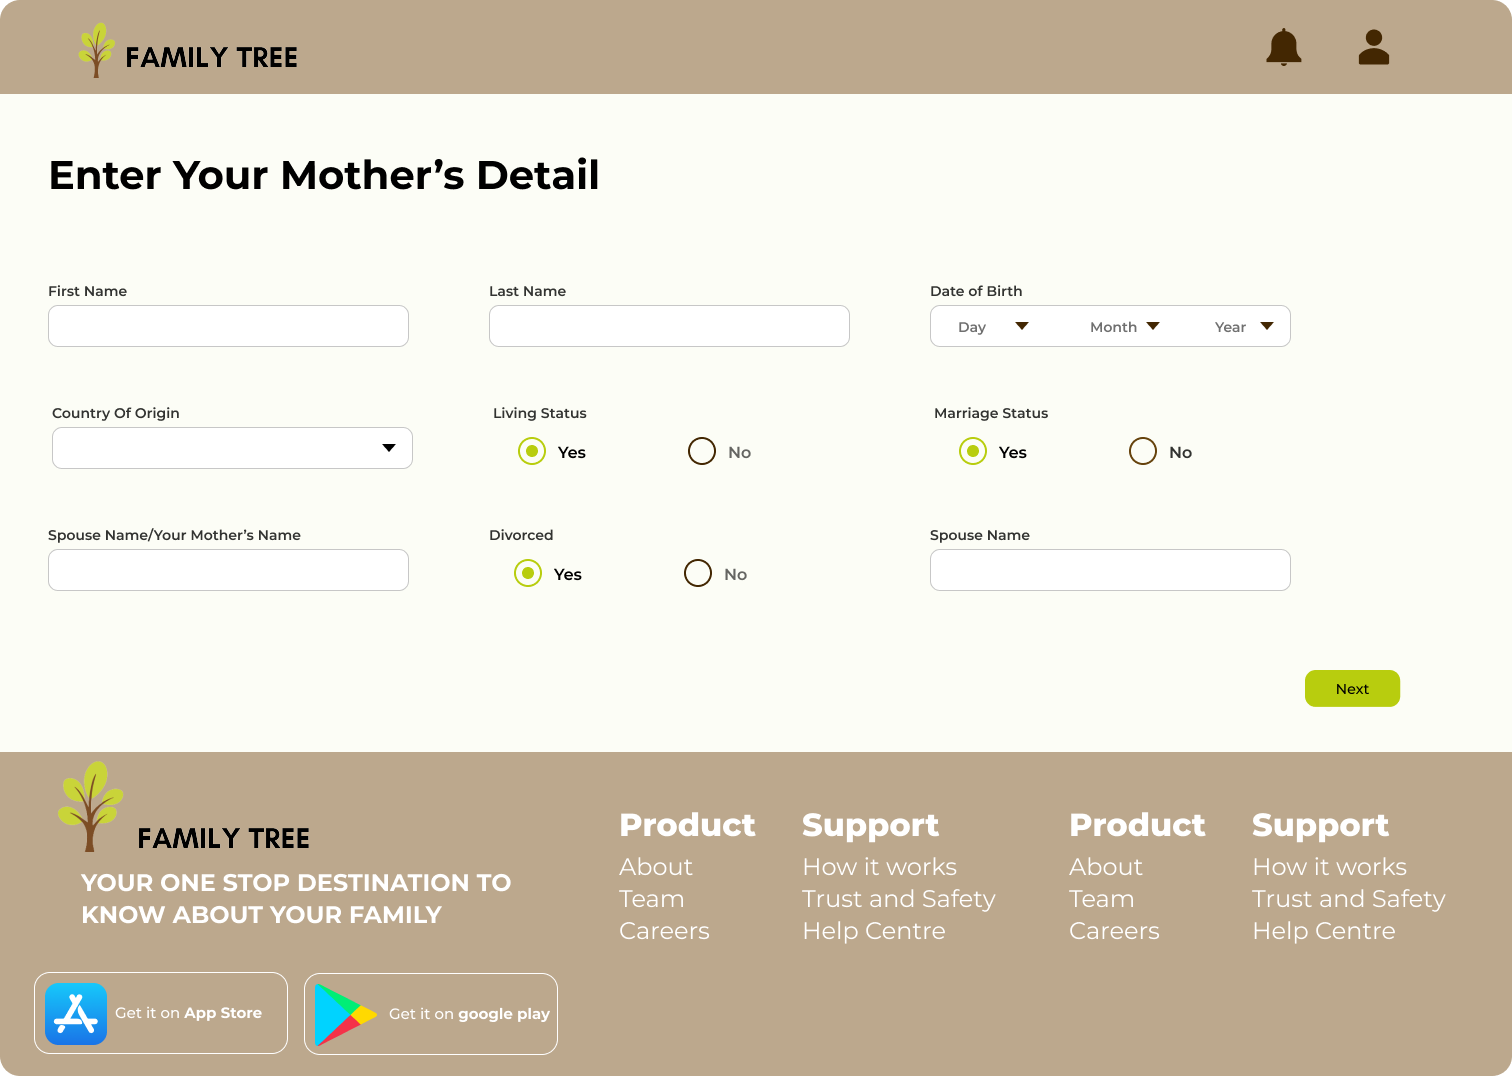 FAMILY TREE
Enter Your Mother’s Detail
First Name
Last Name
Date of Birth
Day
Month
Year
Country Of Origin
Living Status
Yes
No
Marriage Status
Yes
No
Spouse Name/Your Mother’s Name
Divorced
Yes
No
Spouse Name
Next
FAMILY TREE
YOUR ONE STOP DESTINATION TO
KNOW ABOUT YOUR FAMILY
Get it on App Store
Get it on google play
Product
About
Team
Careers
Support
How it works
Trust and Safety
Help Centre
Product
About
Team
Careers
Support
How it works
Trust and Safety
Help Centre